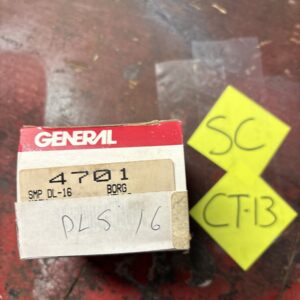 GENERAL
4701
SMP DL-16 BORG
DLS 16
SC
CT-13